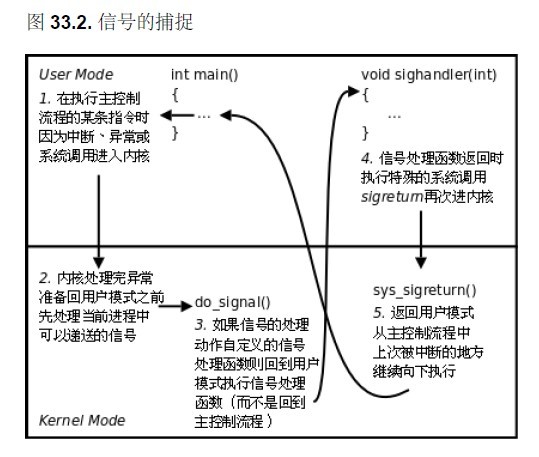 图 33.2. 信号的捕捉
User Mode
1. 在执行主控制
流程的某条指令时
因为中断、异常或
系统调用进入内核
int main()
{
...
}
void sighandler(int)
{
...
}
4. 信号处理函数返回时
执行特殊的系统调用
sigreturn再次进内核
2. 内核处理完异常
准备回用户模式之前
先处理当前进程中
可以递送的信号
do_signal()
3. 如果信号的处理
动作自定义的信号
处理函数则回到用户
模式执行信号处理
函数（而不是回到
主控制流程）
sys_sigreturn()
5. 返回用户模式
从主控制流程中
上次被中断的地方
继续向下执行
Kernel Mode